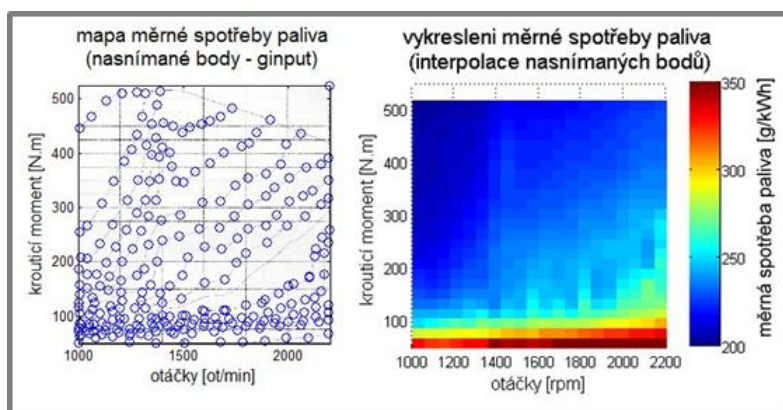 mapa měrné spotřeby paliva
(nasnímané body - ginput)
500
400
300
200
100
1000
1500
2000
krouticí moment [N.m]
otáčky [ot/min]
vykresleni měrné spotřeby paliva
(interpolace nasnímaných bodů)
500
400
300
200
100
1000 1200 1400 1600 1800 2000 2200
krouticí moment [N.m]
otáčky [rpm]
350
300
250
200
měrná spotřeba paliva [g/kWh]